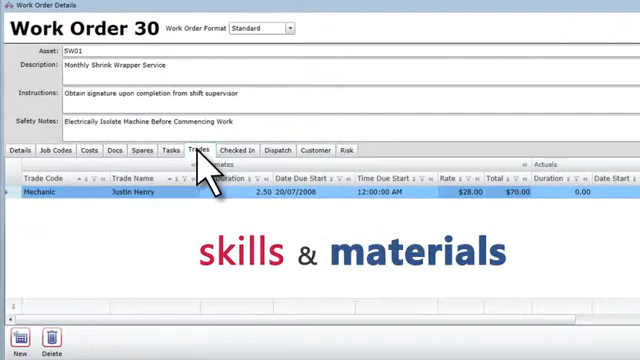 Work Order Details
Work Order 30 Work Order Format Standard
Asset: SW01
Description: Monthly Shrink Wrapper Service
Instructions: Obtain signature upon completion from shift supervisor
Safety Notes: Electrically Isolate Machine Before Commencing Work
Details Job Codes Costs Docs Spares Tasks Trades Checked In Dispatch Customer Risk
Actuals
Trade Code Trade Name Duration Date Due Start Time Due Start Rate Total Duration Date Start
Mechanic Justin Henry 2.50 20/07/2008 12:00:00 AM $28.00 $70.00 0.00
skills & materials
New Delete